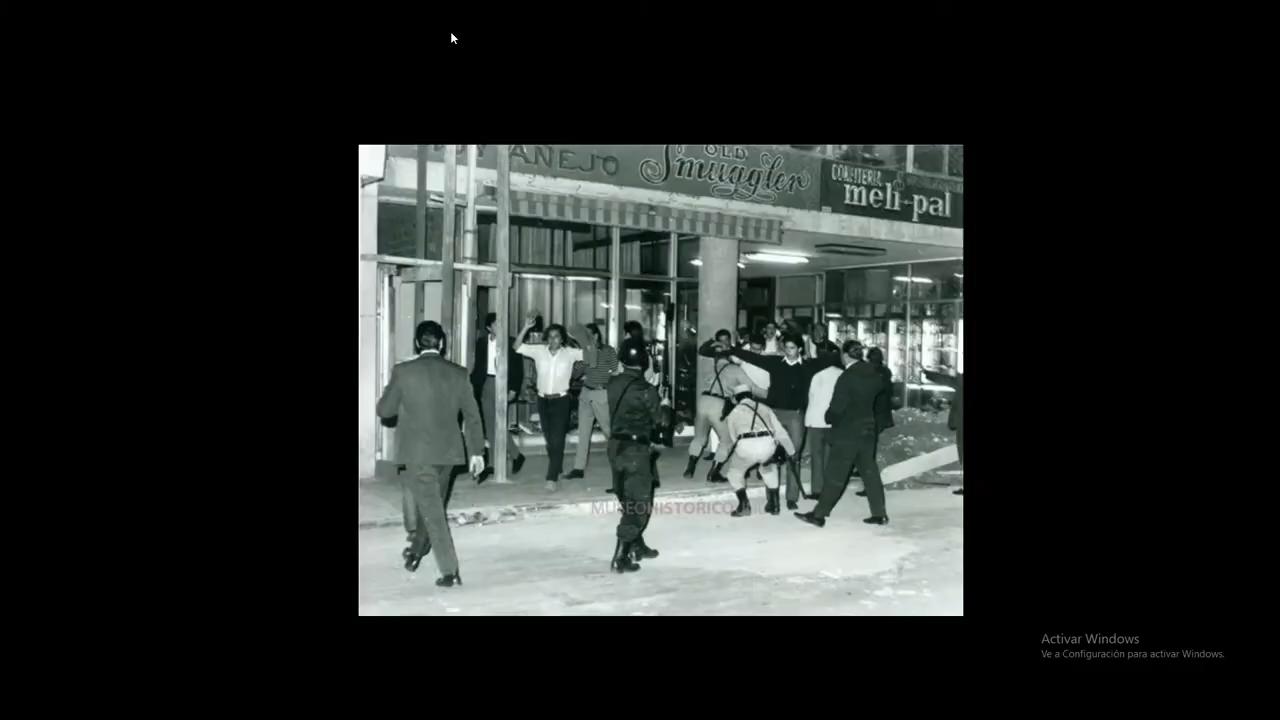 AÑEJO
OLD
Smuggler
CONFITERIA
meli-pal
MUSEOHISTORICO
Activar Windows
Ve a Configuración para activar Windows.